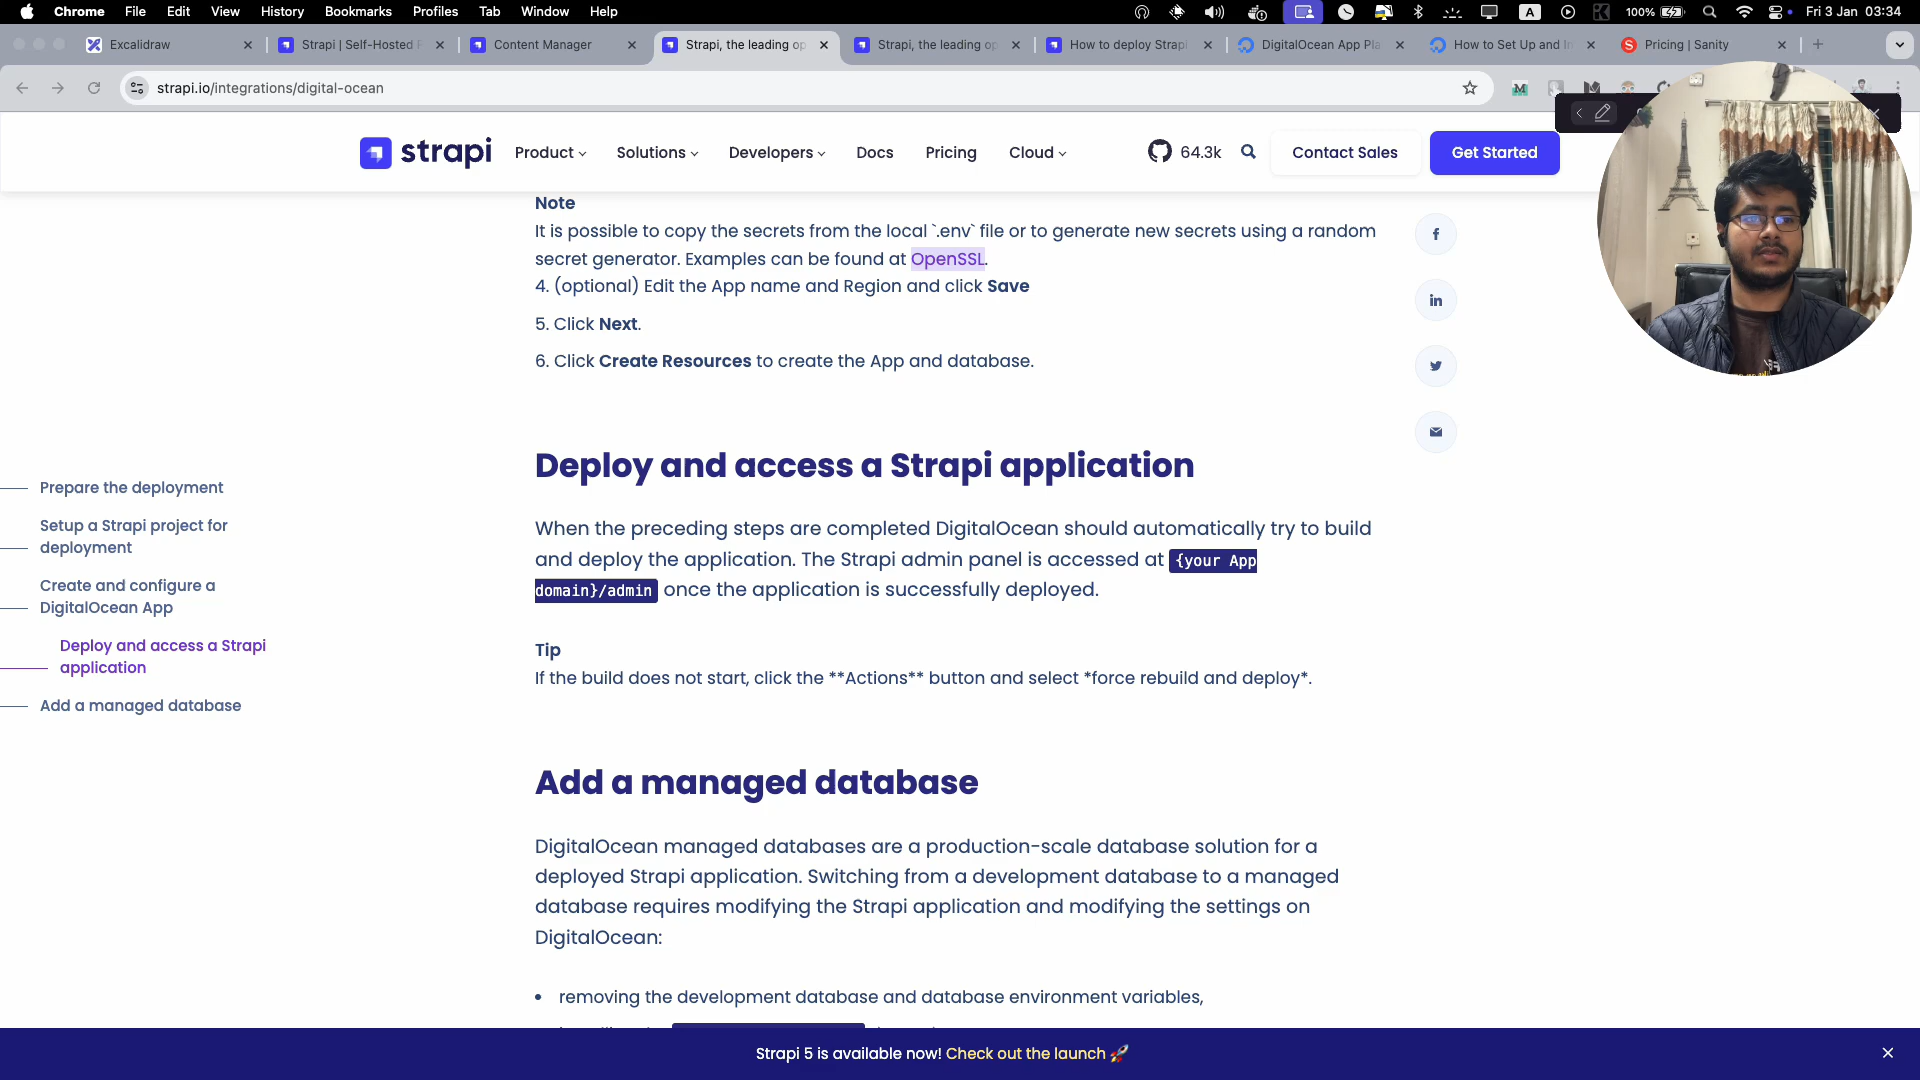 Chrome File Edit View History Bookmarks Profiles Tab Window Help
A 100% Fri 3 Jan 03:34
Excalidraw Strapi | Self-Hosted Content Manager Strapi, the leading op Strapi, the leading op How to deploy Strapi DigitalOcean App Pla How to Set Up and In Pricing | Sanity
strapi.io/integrations/digital-ocean
strapi Product Solutions Developers Docs Pricing Cloud 64.3k Contact Sales Get Started
Note
It is possible to copy the secrets from the local `.env` file or to generate new secrets using a random
secret generator. Examples can be found at OpenSSL.
4. (optional) Edit the App name and Region and click Save
5. Click Next.
6. Click Create Resources to create the App and database.
Deploy and access a Strapi application
When the preceding steps are completed DigitalOcean should automatically try to build
and deploy the application. The Strapi admin panel is accessed at {your App
domain}/admin once the application is successfully deployed.
Tip
If the build does not start, click the **Actions** button and select *force rebuild and deploy*.
Add a managed database
DigitalOcean managed databases are a production-scale database solution for a
deployed Strapi application. Switching from a development database to a managed
database requires modifying the Strapi application and modifying the settings on
DigitalOcean:
• removing the development database and database environment variables,
Prepare the deployment
Setup a Strapi project for
deployment
Create and configure a
DigitalOcean App
Deploy and access a Strapi
application
Add a managed database
Strapi 5 is available now! Check out the launch 🚀